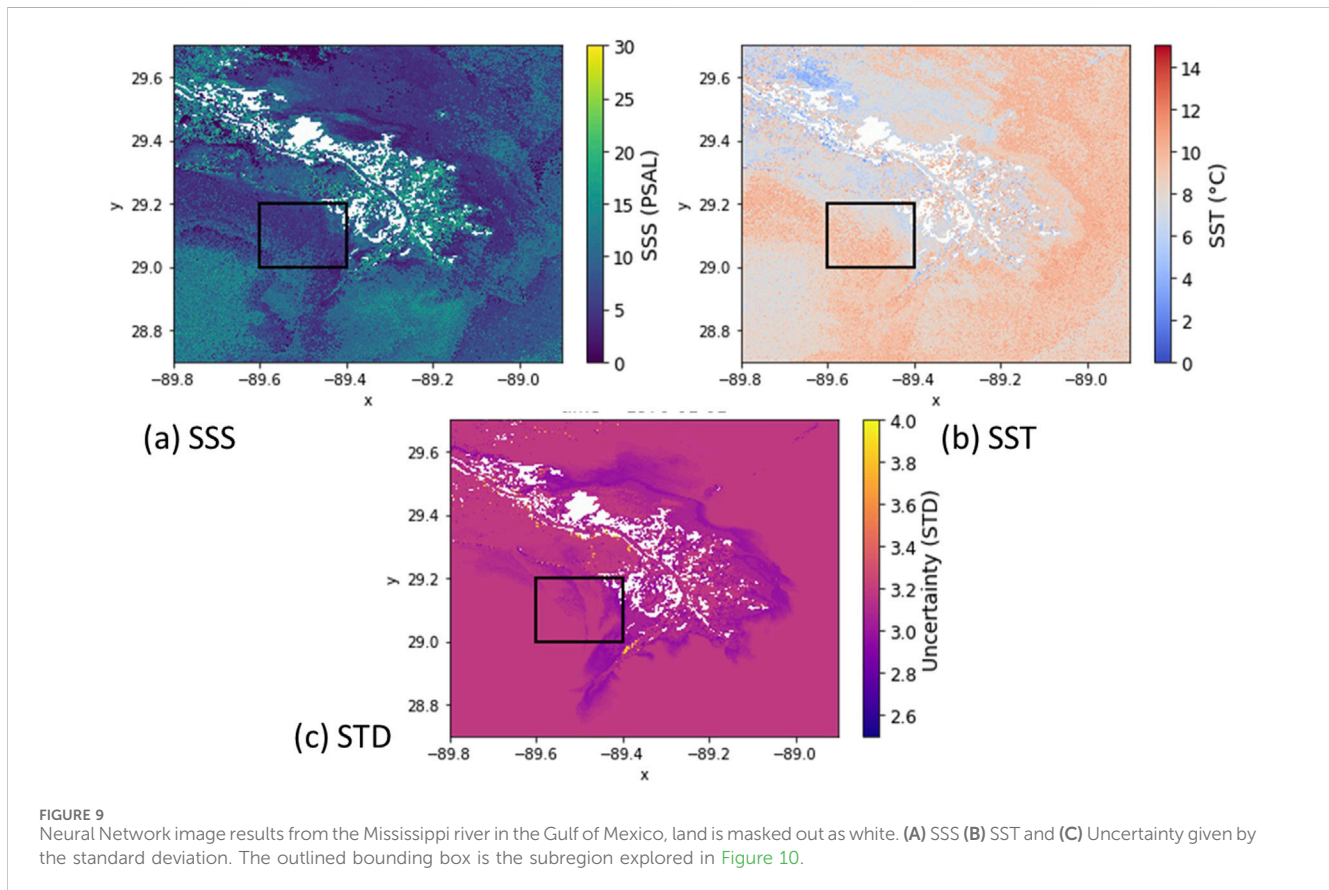 29.6
29.4
29.2
29.0
28.8
y
−89.8 −89.6 −89.4 −89.2 −89.0
x
30
25
20
15
10
5
0
SSS (PSAL)
(a) SSS
29.6
29.4
29.2
29.0
28.8
y
−89.8 −89.6 −89.4 −89.2 −89.0
x
14
12
10
8
6
4
2
0
SST (°C)
(b) SST
29.6
29.4
29.2
29.0
28.8
y
−89.8 −89.6 −89.4 −89.2 −89.0
x
4.0
3.8
3.6
3.4
3.2
3.0
2.8
2.6
Uncertainty (STD)
(c) STD
FIGURE 9
Neural Network image results from the Mississippi river in the Gulf of Mexico, land is masked out as white. (A) SSS (B) SST and (C) Uncertainty given by
the standard deviation. The outlined bounding box is the subregion explored in Figure 10.